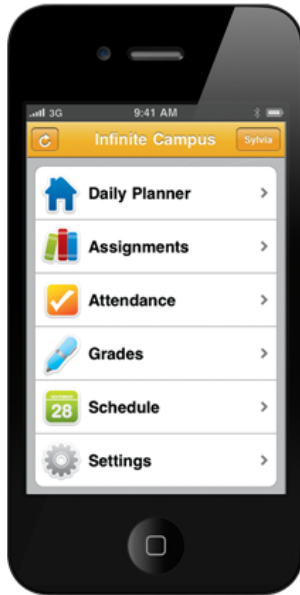 3G 9:41 AM
Infinite Campus Sylvia
Daily Planner
Assignments
Attendance
Grades
28 Schedule
Settings